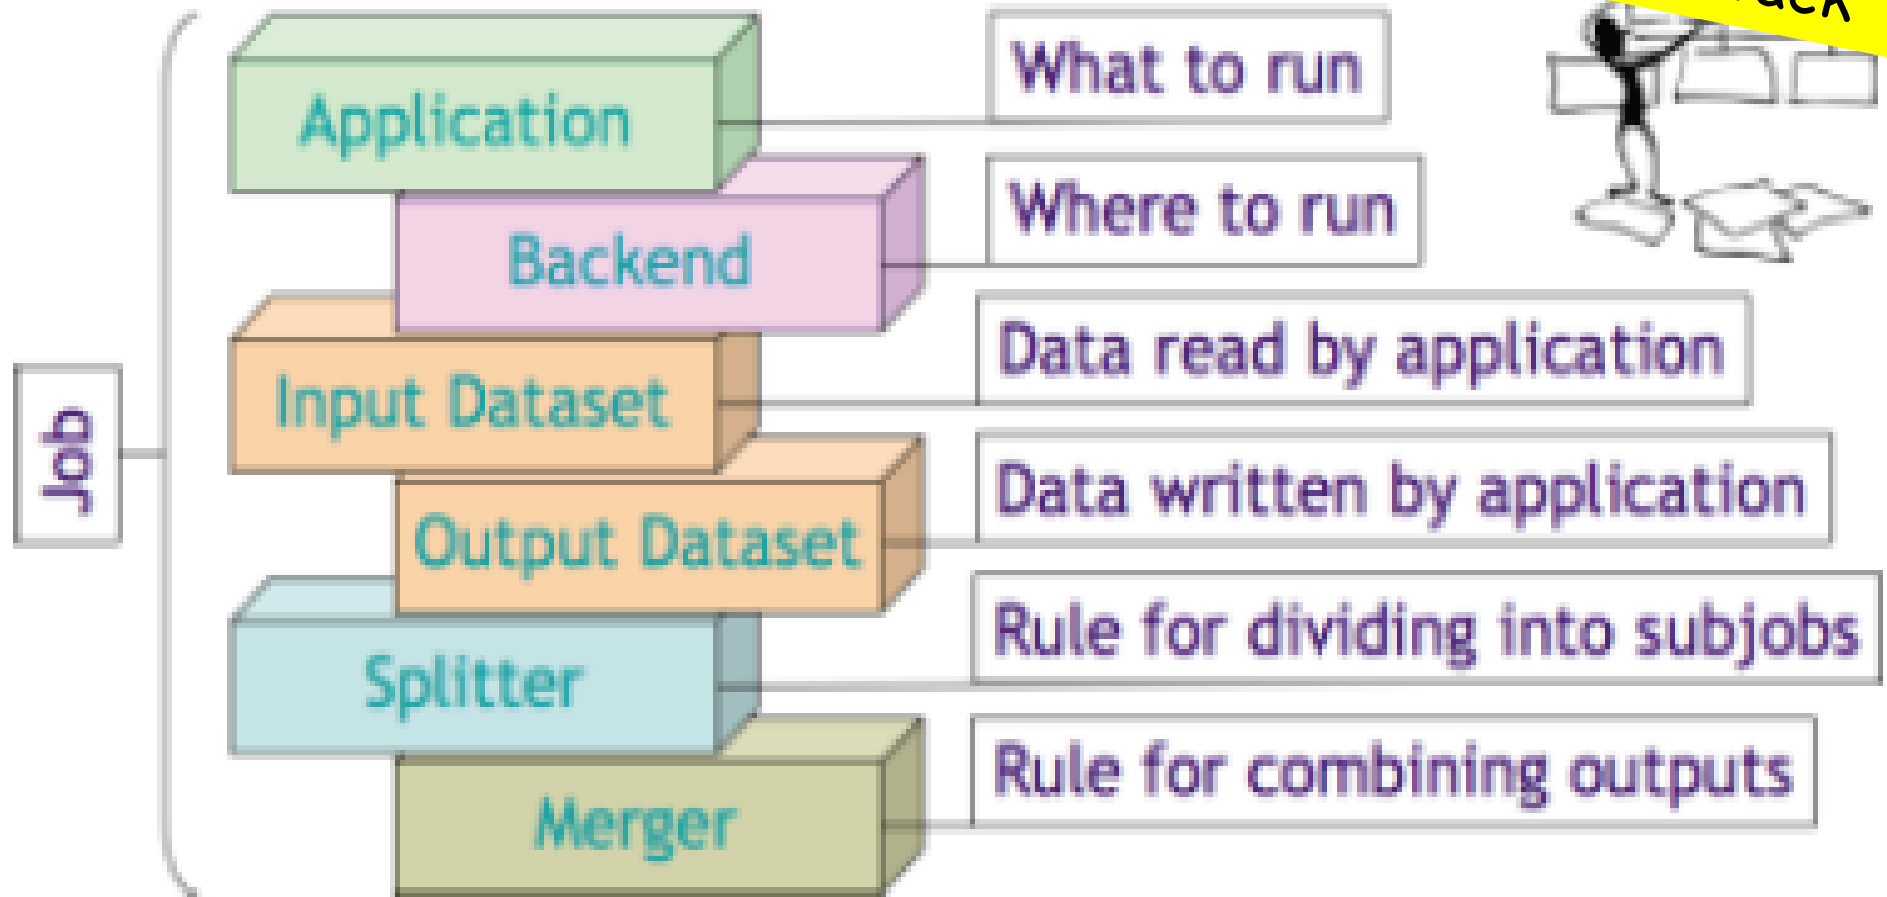 What to run
Application
Where to run
Backend
Data read by application
Input Dataset
Job
Data written by application
Output Dataset
Rule for dividing into subjobs
Splitter
Rule for combining outputs
Merger